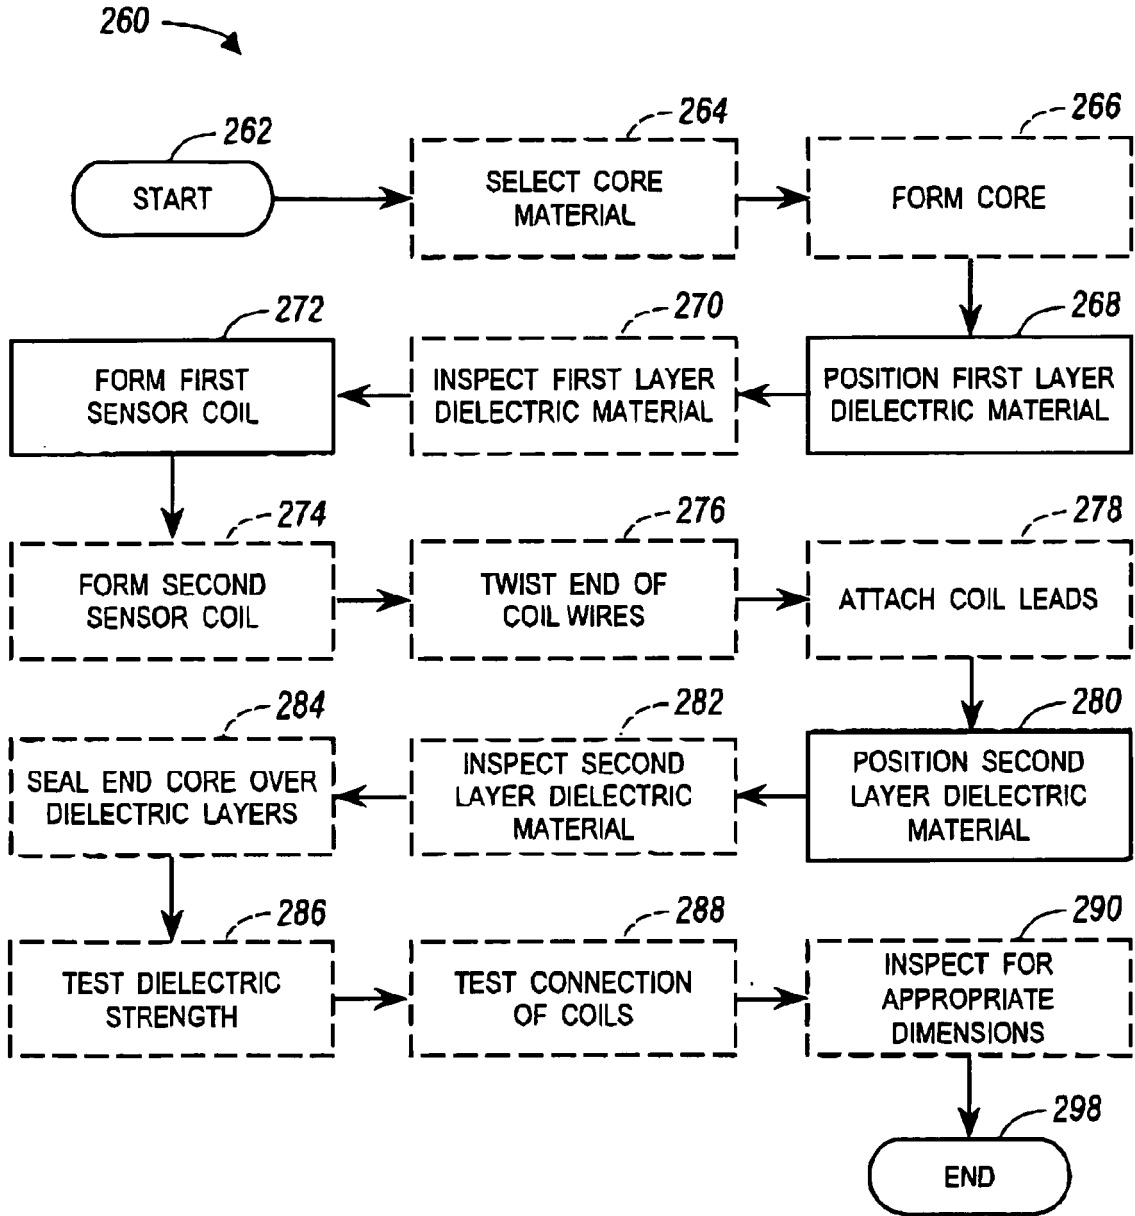 260
262
START
264
SELECT CORE
MATERIAL
266
FORM CORE
268
POSITION FIRST LAYER
DIELECTRIC MATERIAL
270
INSPECT FIRST LAYER
DIELECTRIC MATERIAL
272
FORM FIRST
SENSOR COIL
274
FORM SECOND
SENSOR COIL
276
TWIST END OF
COIL WIRES
278
ATTACH COIL LEADS
280
POSITION SECOND
LAYER DIELECTRIC
MATERIAL
282
INSPECT SECOND
LAYER DIELECTRIC
MATERIAL
284
SEAL END CORE OVER
DIELECTRIC LAYERS
286
TEST DIELECTRIC
STRENGTH
288
TEST CONNECTION
OF COILS
290
INSPECT FOR
APPROPRIATE
DIMENSIONS
298
END